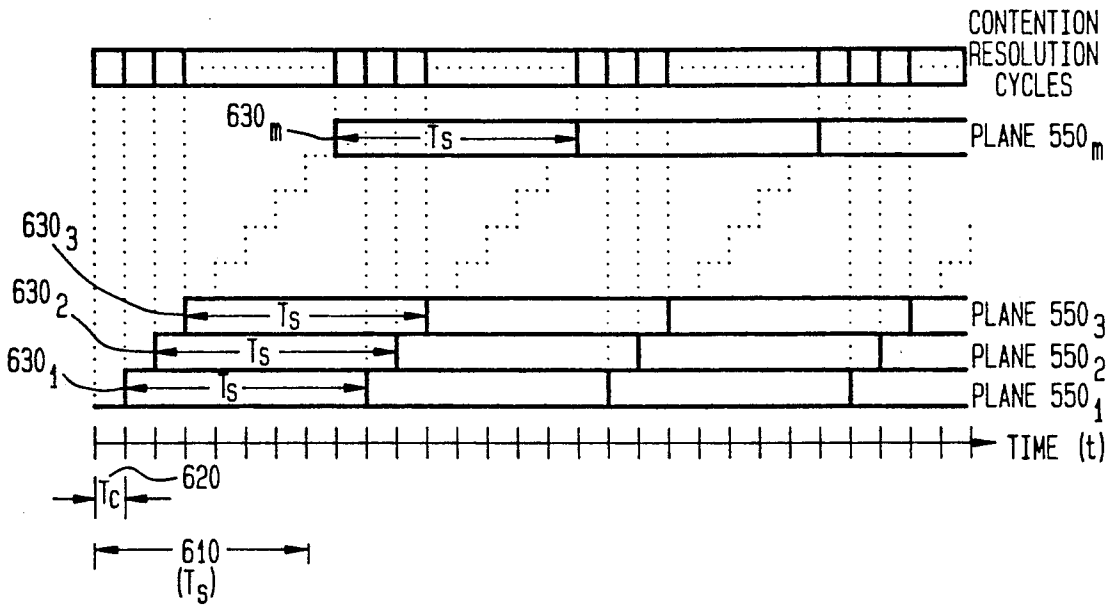 CONTENTION
RESOLUTION
CYCLES
630m
Ts
PLANE 550m
6303
6302
6301
Ts
PLANE 5503
Ts
PLANE 5502
Ts
PLANE 5501
TIME (t)
620
Tc
610
(Ts)